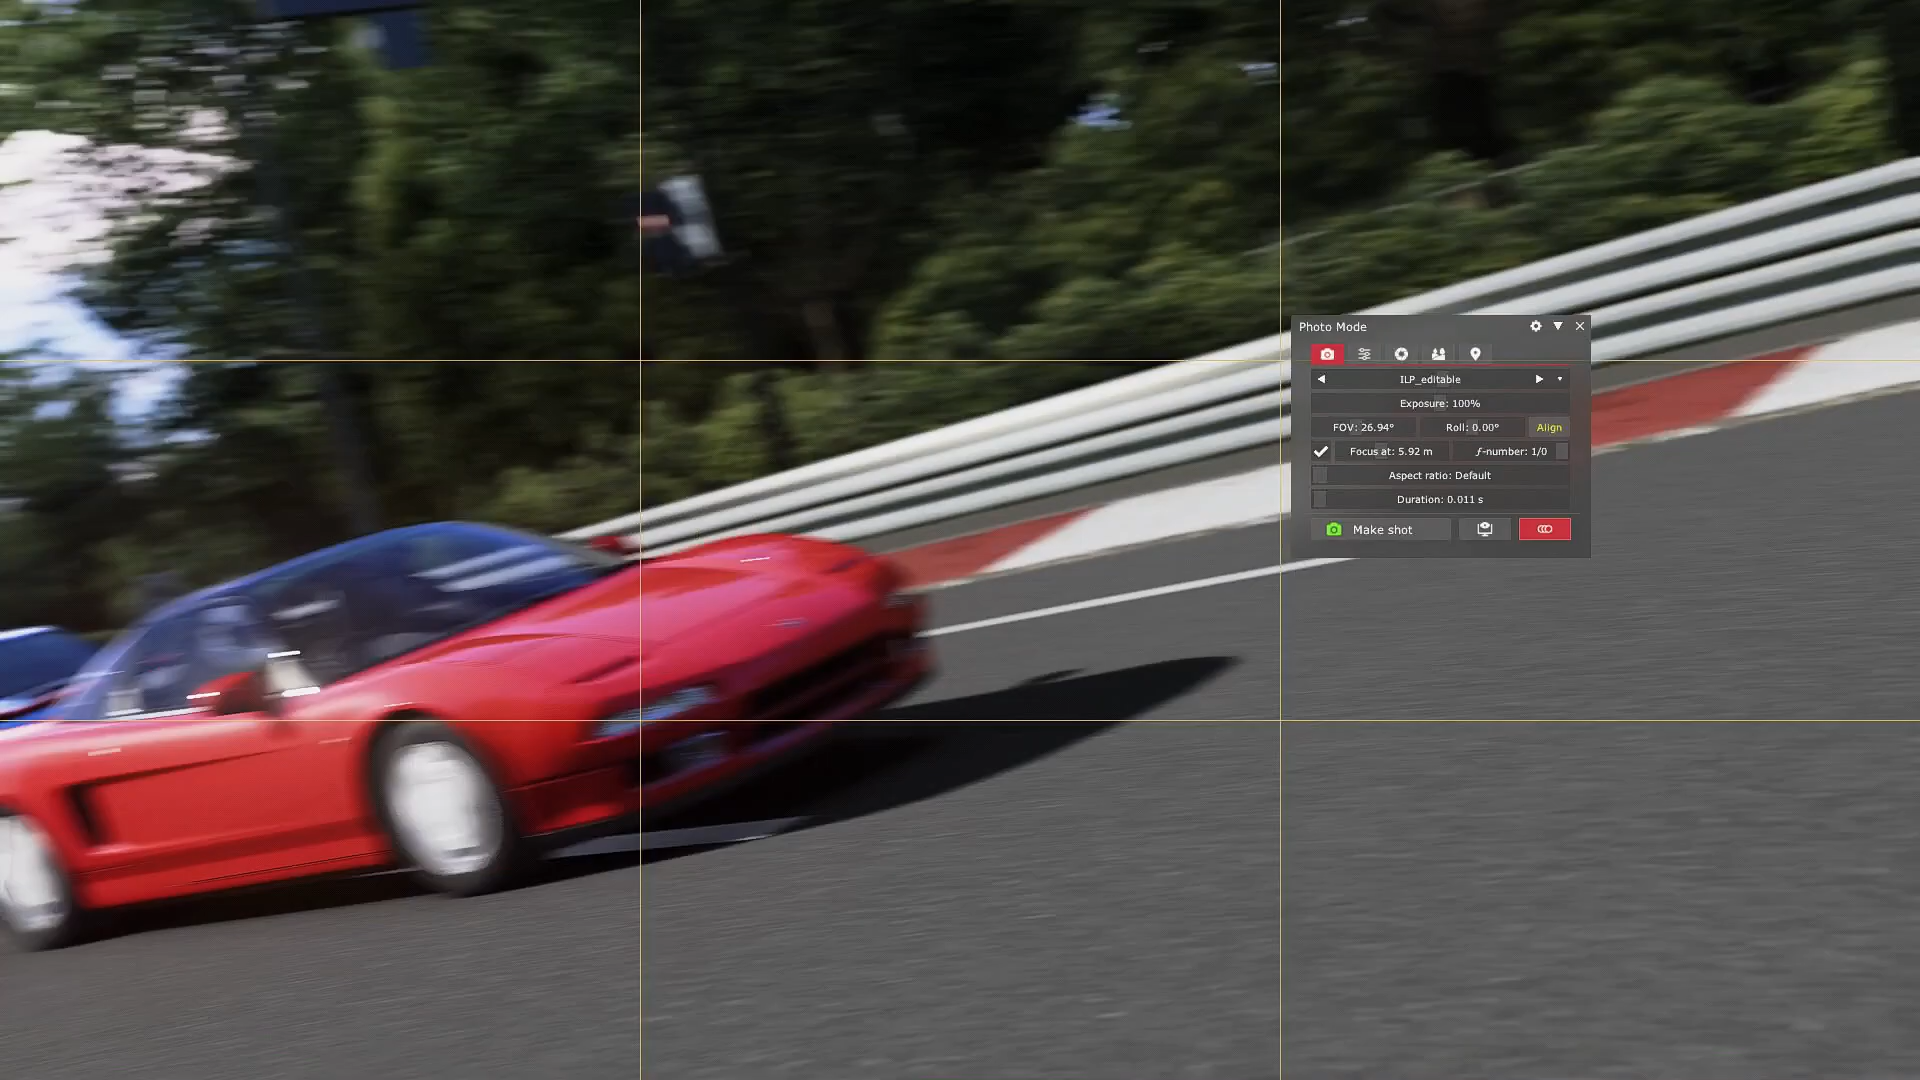 Photo Mode
ILP_editable
Exposure: 100%
FOV: 26.94° Roll: 0.00° Align
Focus at: 5.92 m ƒ-number: 1/0
Aspect ratio: Default
Duration: 0.011 s
Make shot